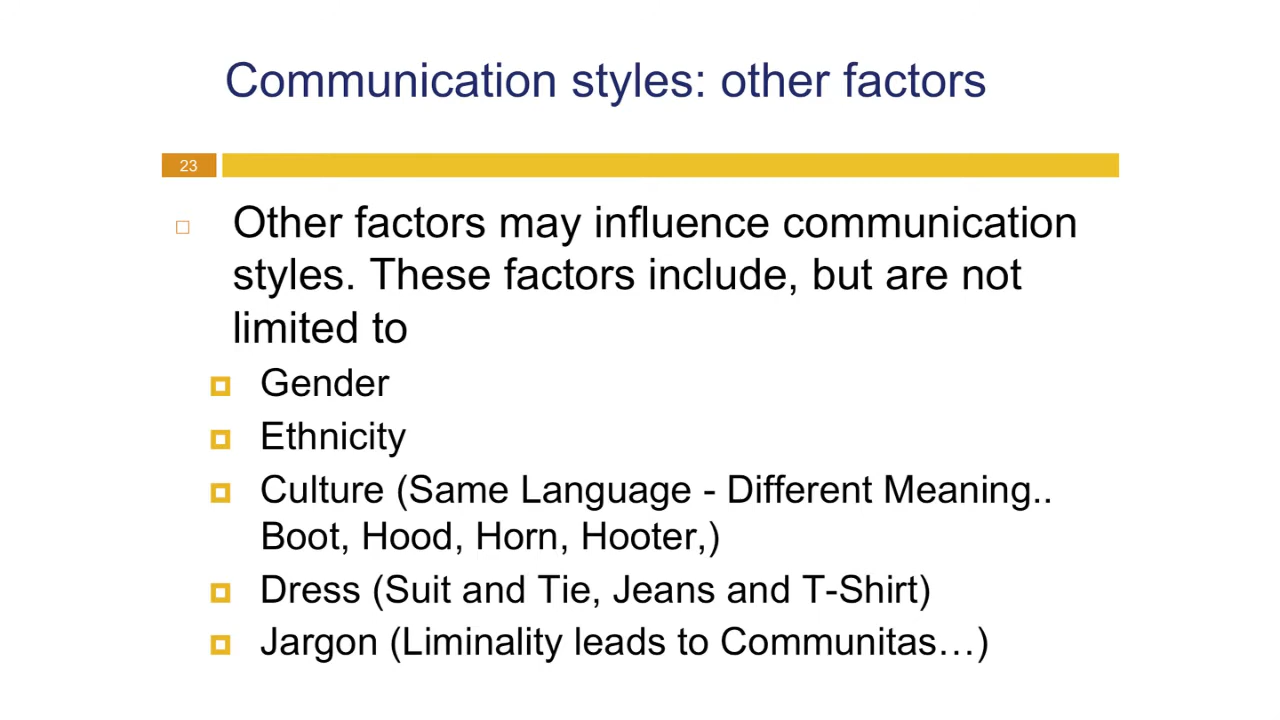 Communication styles: other factors
23
Other factors may influence communication
styles. These factors include, but are not
limited to
Gender
Ethnicity
Culture (Same Language - Different Meaning..
Boot, Hood, Horn, Hooter,)
Dress (Suit and Tie, Jeans and T-Shirt)
Jargon (Liminality leads to Communitas…)